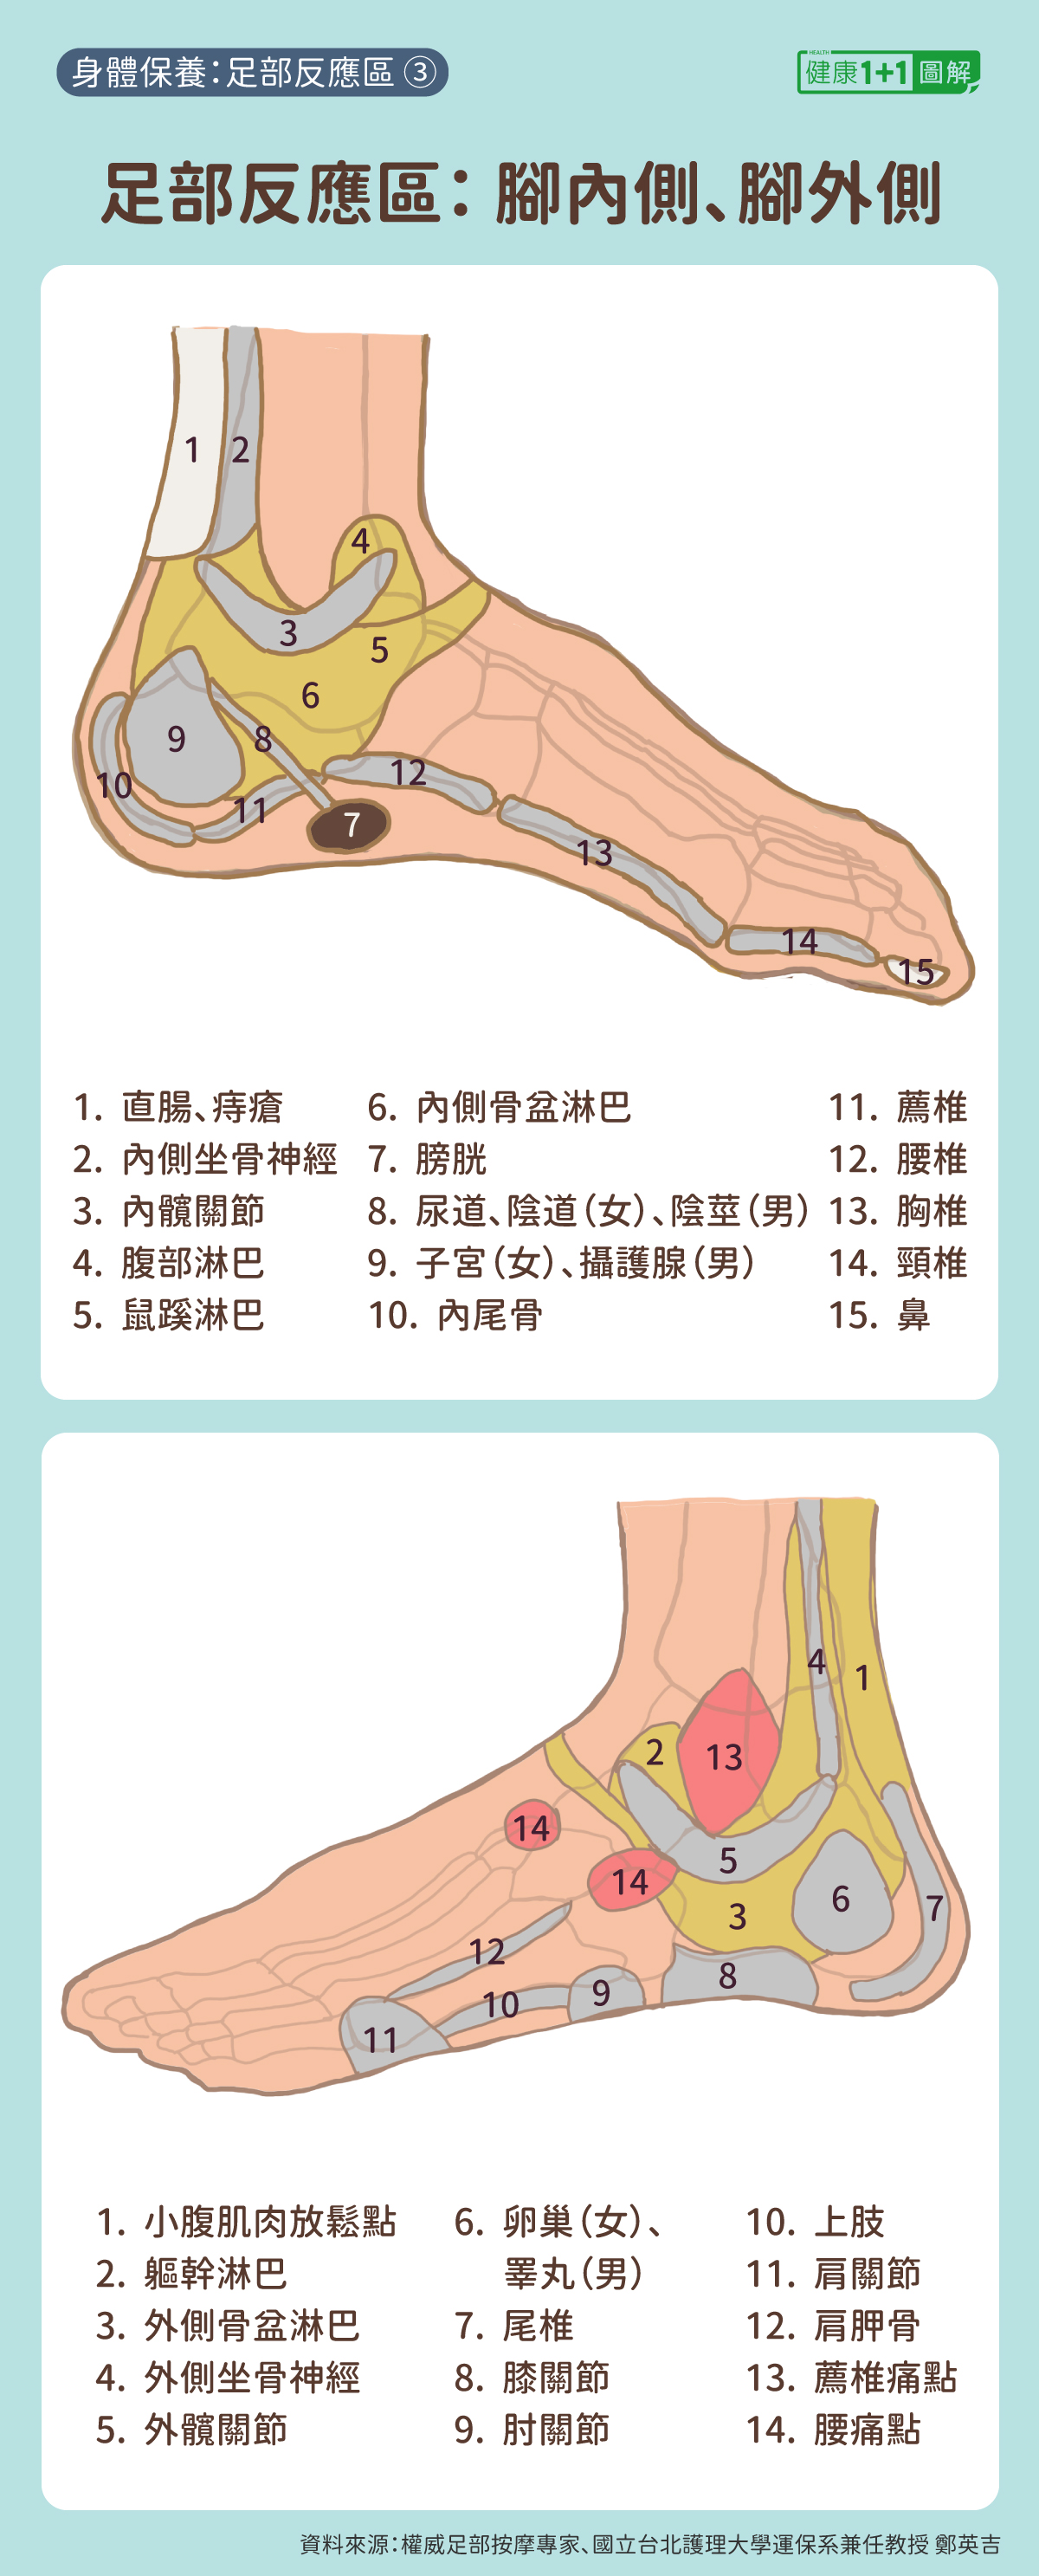 身體保養：足部反應區 ③
HEALTH
健康1+1 圖解
足部反應區：腳內側、腳外側
1
2
4
3
5
6
9
8
10
12
11
7
13
14
15
1. 直腸、痔瘡
2. 內側坐骨神經
3. 內髖關節
4. 腹部淋巴
5. 鼠蹊淋巴
6. 內側骨盆淋巴
7. 膀胱
8. 尿道、陰道（女）、陰莖（男）
9. 子宮（女）、攝護腺（男）
10. 內尾骨
11. 薦椎
12. 腰椎
13. 胸椎
14. 頸椎
15. 鼻
4
1
2
13
14
5
14
6
3
7
12
8
9
10
11
1. 小腹肌肉放鬆點
2. 軀幹淋巴
3. 外側骨盆淋巴
4. 外側坐骨神經
5. 外髖關節
6. 卵巢（女）、
睪丸（男）
7. 尾椎
8. 膝關節
9. 肘關節
10. 上肢
11. 肩關節
12. 肩胛骨
13. 薦椎痛點
14. 腰痛點
資料來源：權威足部按摩專家、國立台北護理大學運保系兼任教授 鄭英吉